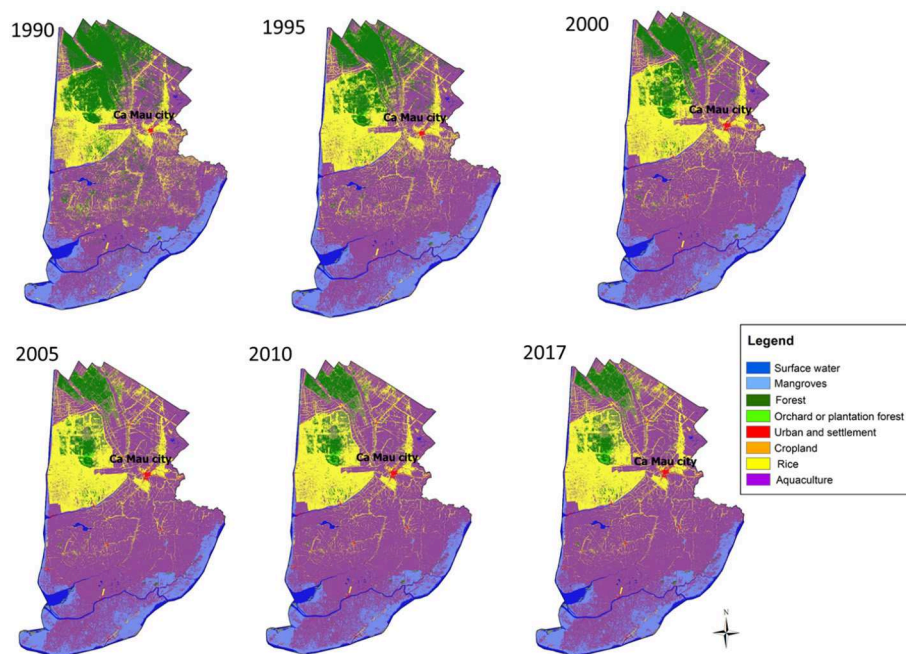 1990
1995
2000
Ca Mau city
Ca Mau city
Ca Mau city
2005
2010
2017
Ca Mau city
Ca Mau city
Ca Mau city
Legend
Surface water
Mangroves
Forest
Orchard or plantation forest
Urban and settlement
Cropland
Rice
Aquaculture
N